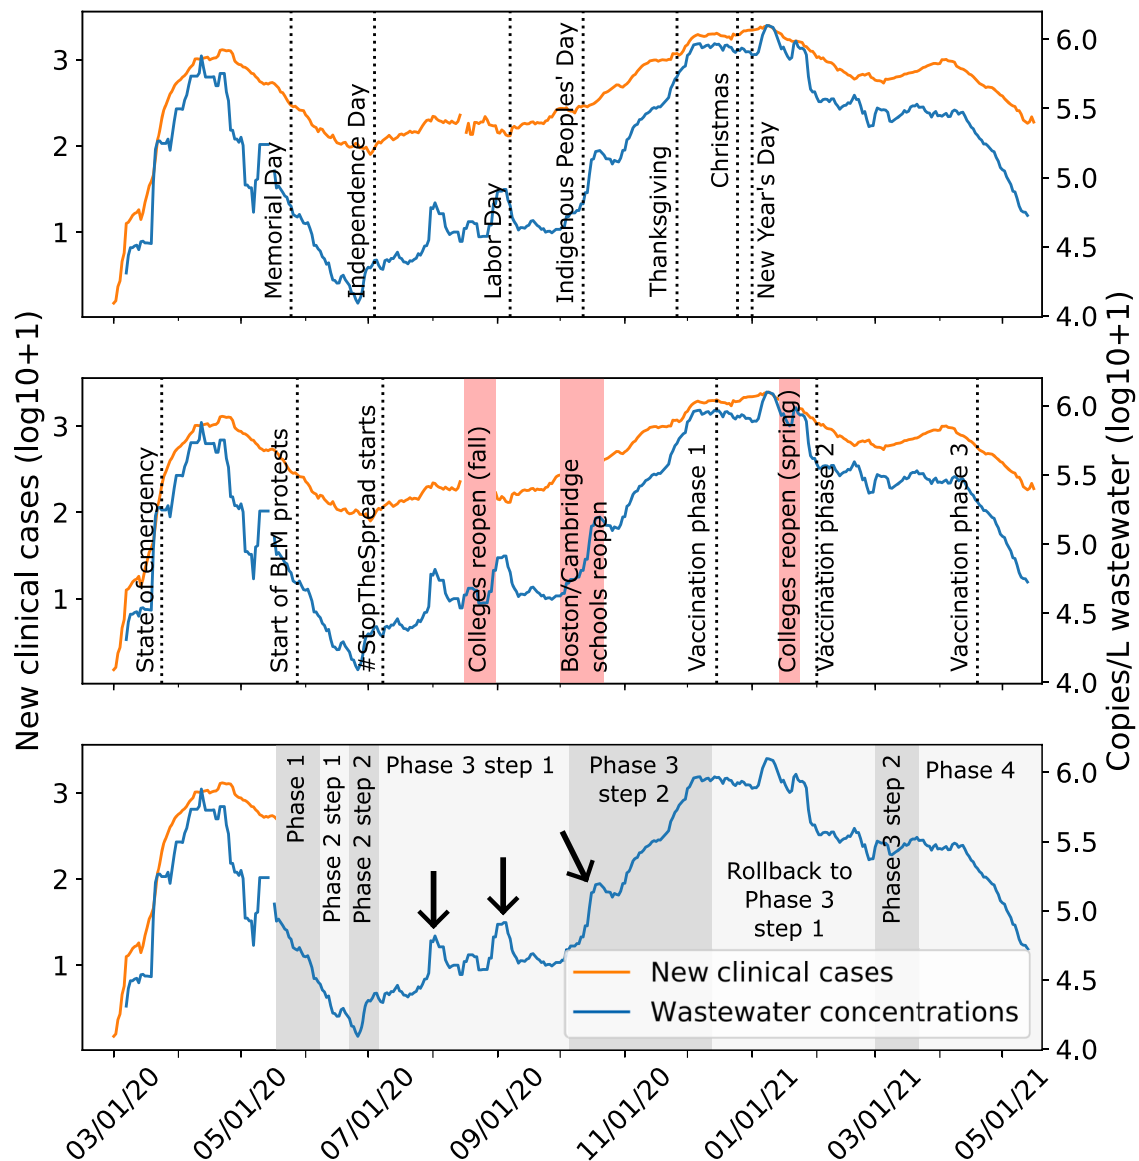 New clinical cases (log10+1)
Copies/L wastewater (log10+1)
3
2
1
6.0
5.5
5.0
4.5
4.0
Memorial Day
Independence Day
Labor Day
Indigenous Peoples' Day
Thanksgiving
Christmas
New Year's Day
3
2
1
6.0
5.5
5.0
4.5
4.0
State of emergency
Start of BLM protests
#StopTheSpread starts
Colleges reopen (fall)
Boston/Cambridge
schools reopen
Vaccination phase 1
Colleges reopen (spring)
Vaccination phase 2
Vaccination phase 3
3
2
1
6.0
5.5
5.0
4.5
4.0
Phase 1
Phase 2 step 1
Phase 2 step 2
Phase 3 step 1
Phase 3
step 2
Rollback to
Phase 3
step 1
Phase 3 step 2
Phase 4
New clinical cases
Wastewater concentrations
03/01/20
05/01/20
07/01/20
09/01/20
11/01/20
01/01/21
03/01/21
05/01/21